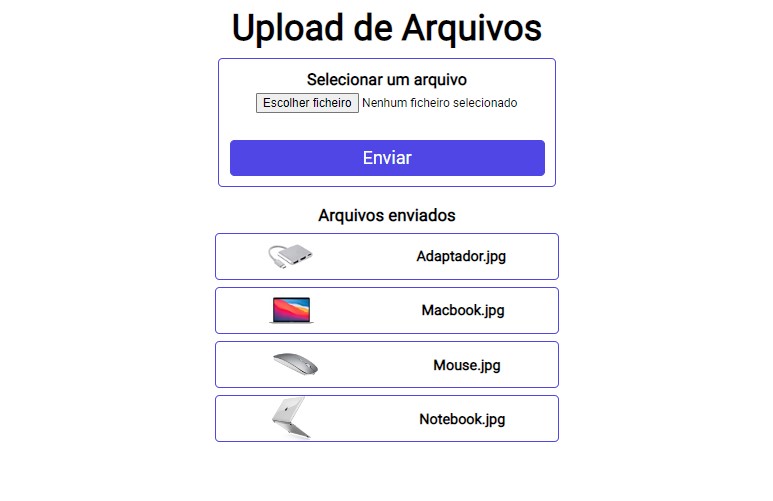 Upload de Arquivos
Selecionar um arquivo
Escolher ficheiro Nenhum ficheiro selecionado
Enviar
Arquivos enviados
Adaptador.jpg
Macbook.jpg
Mouse.jpg
Notebook.jpg